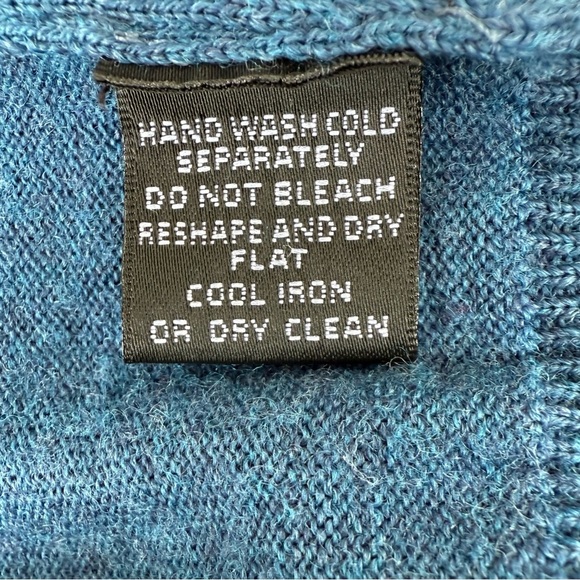 HAND WASH COLD
SEPARATELY
DO NOT BLEACH
RESHAPE AND DRY
FLAT
COOL IRON
OR DRY CLEAN